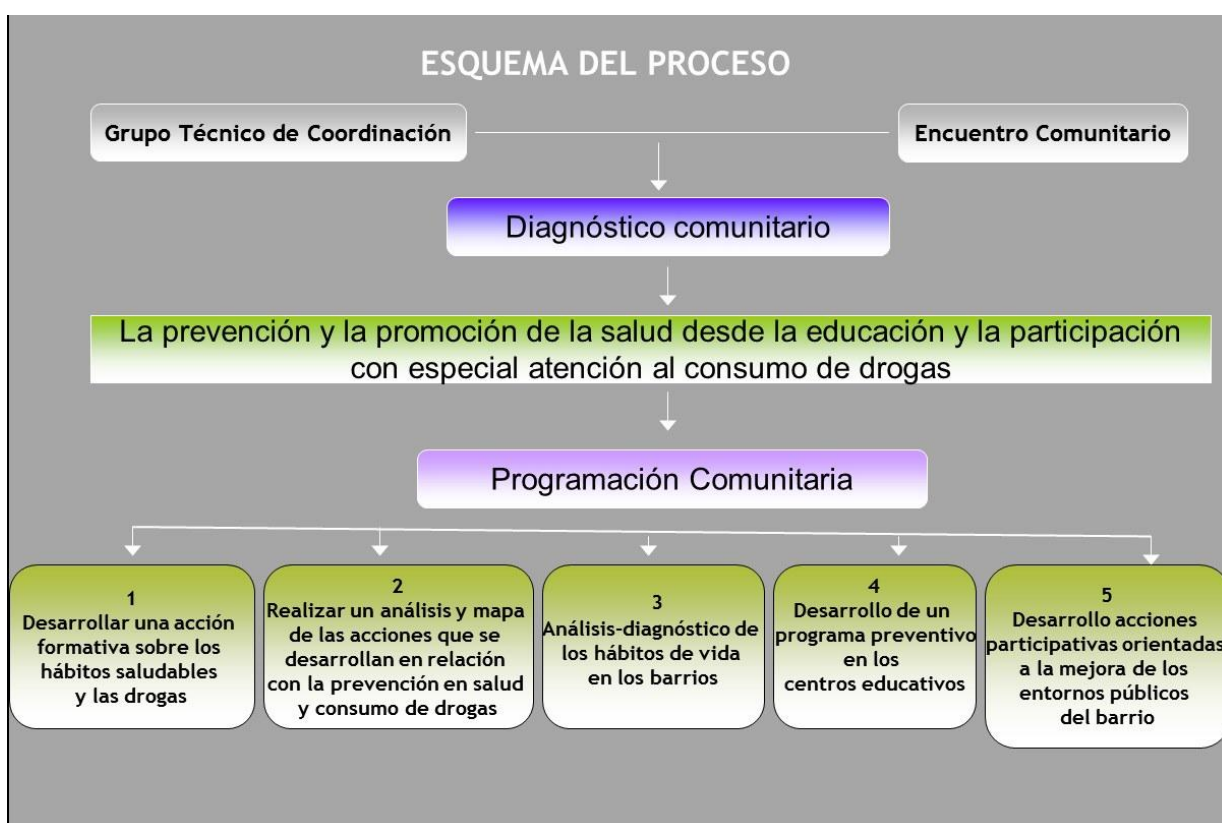 ESQUEMA DEL PROCESO
Grupo Técnico de Coordinación
Encuentro Comunitario
Diagnóstico comunitario
La prevención y la promoción de la salud desde la educación y la participación
con especial atención al consumo de drogas
Programación Comunitaria
1
Desarrollar una acción
formativa sobre los
hábitos saludables
y las drogas
2
Realizar un análisis y mapa
de las acciones que se
desarrollan en relación
con la prevención en salud
y consumo de drogas
3
Análisis-diagnóstico de
los hábitos de vida
en los barrios
4
Desarrollo de un
programa preventivo
en los
centros educativos
5
Desarrollo acciones
participativas orientadas
a la mejora de los
entornos públicos
del barrio